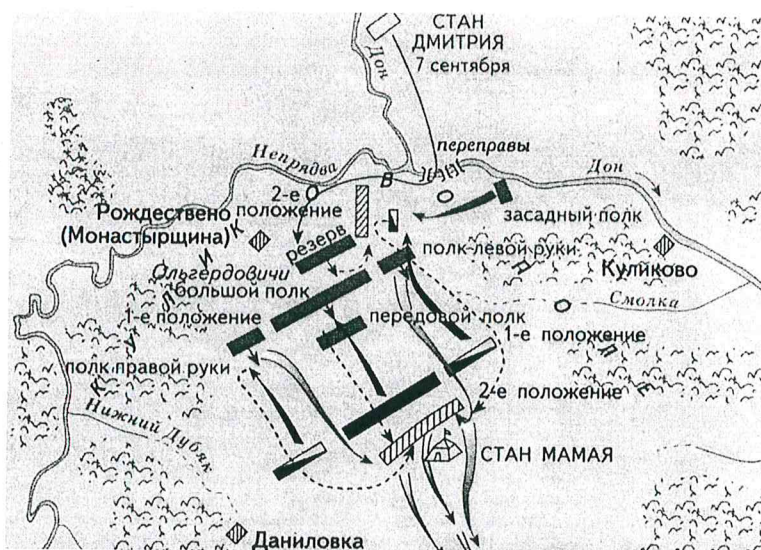 СТАН
ДМИТРИЯ
7 сентября
Дон
переправы
Непрядва
В
О
Дон
2-е
положение
О
засадный полк
Рождествено
(Монастырщина)
резерв
полк левой руки
Куликово
К У Л И К О В О
Ольгердовичи
большой полк
П О Л Е
Смолка
1-е положение
передовой полк
1-е положение
полк правой руки
2-е положение
Нижний Дубяк
СТАН МАМАЯ
Даниловка